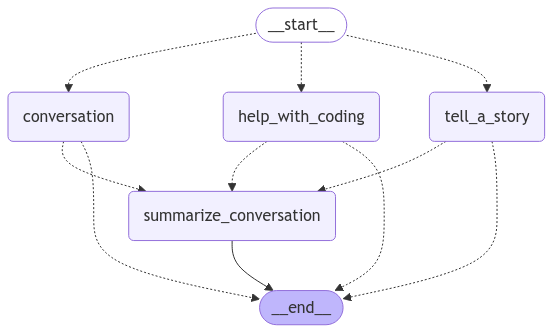 __start__
conversation
help_with_coding
tell_a_story
summarize_conversation
__end__